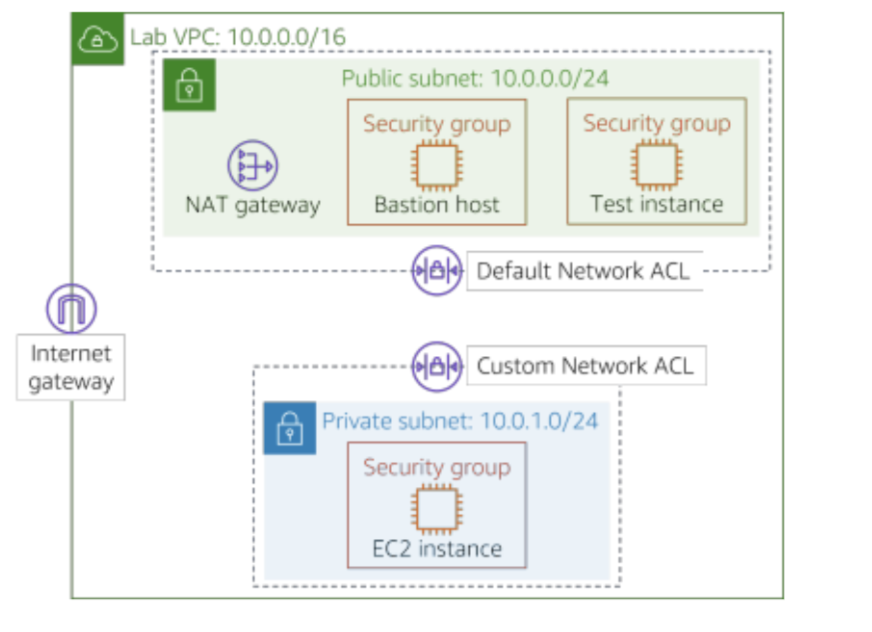 Lab VPC: 10.0.0.0/16
Public subnet: 10.0.0.0/24
Security group
Security group
NAT gateway
Bastion host
Test instance
Default Network ACL
Internet
gateway
Custom Network ACL
Private subnet: 10.0.1.0/24
Security group
EC2 instance